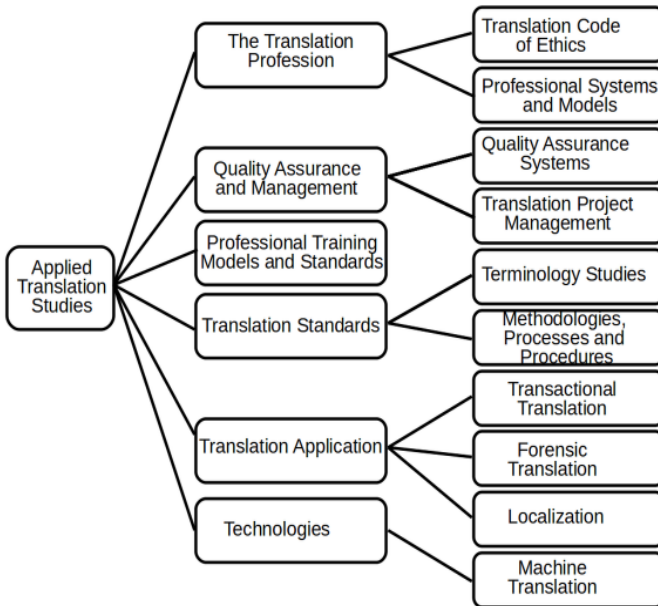 Applied
Translation
Studies
The Translation
Profession
Translation Code
of Ethics
Professional Systems
and Models
Quality Assurance
and Management
Quality Assurance
Systems
Translation Project
Management
Professional Training
Models and Standards
Translation Standards
Terminology Studies
Methodologies,
Processes and
Procedures
Translation Application
Transactional
Translation
Forensic
Translation
Localization
Technologies
Machine
Translation